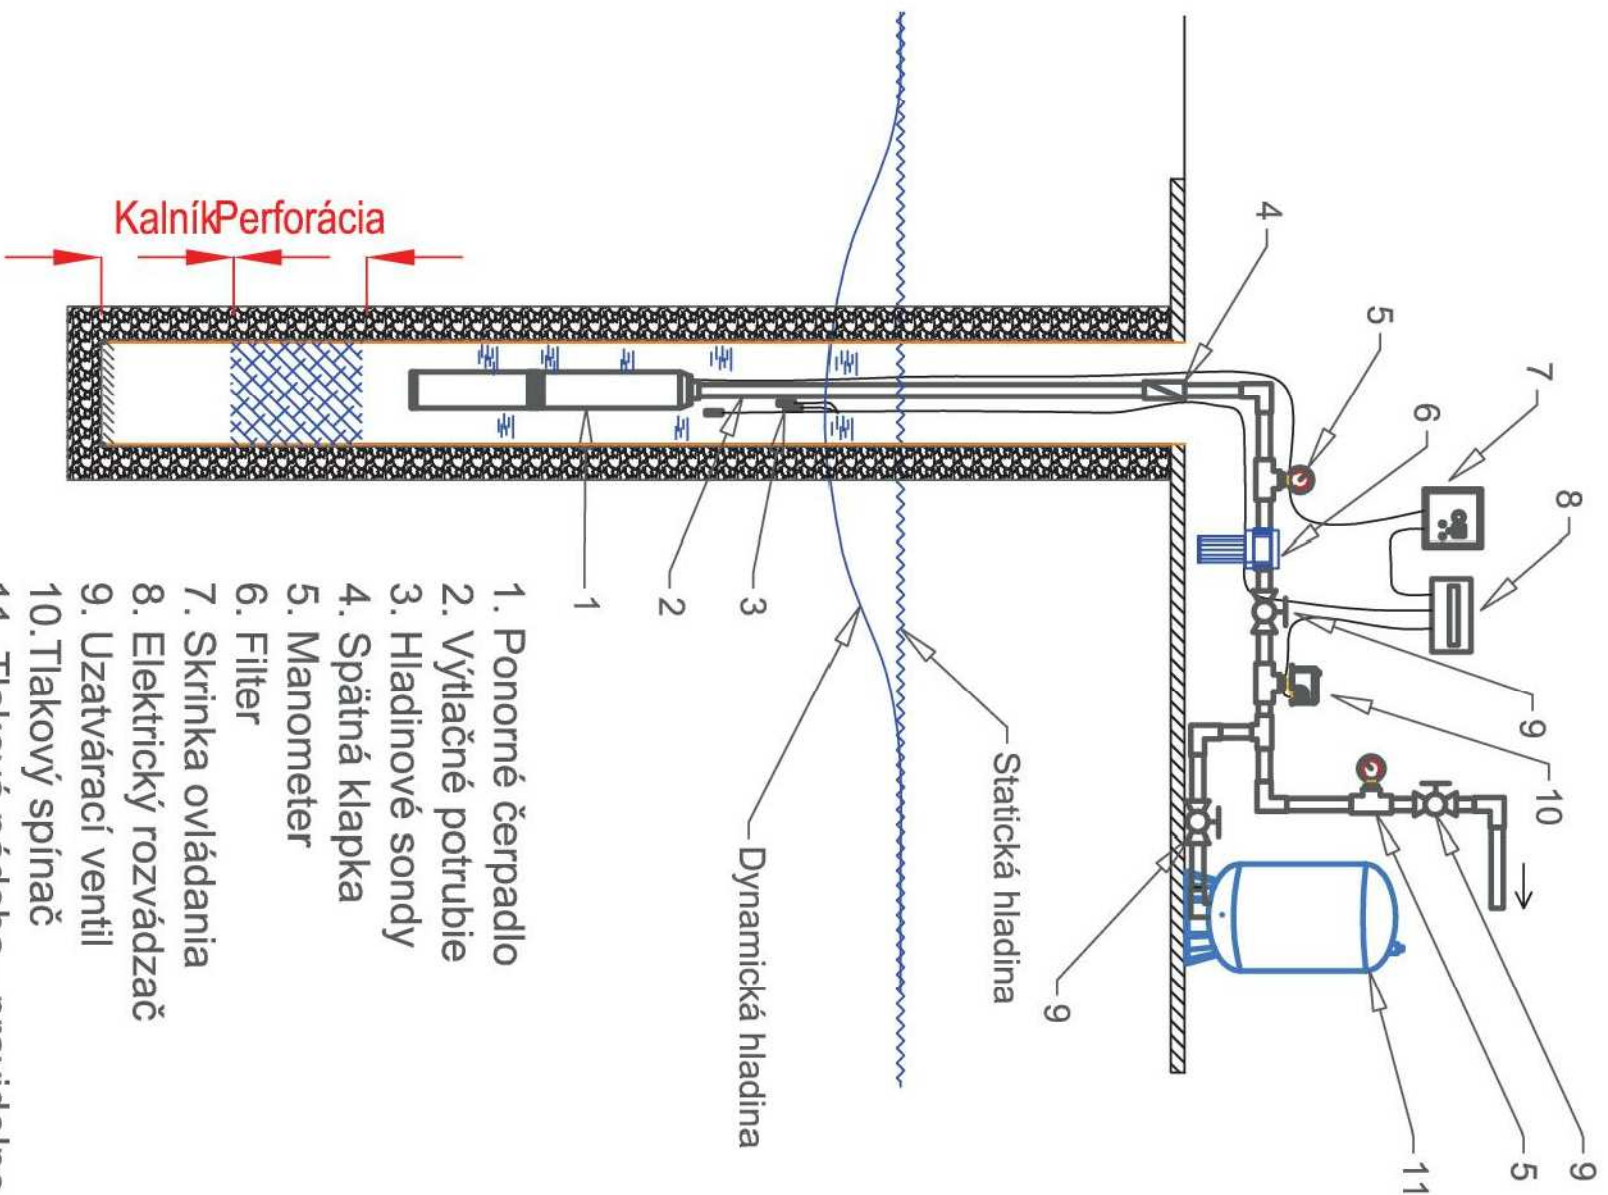 Kalník
Perforácia
4
5
7
6
8
9
10
9
5
11
9
Statická hladina
Dynamická hladina
3
2
1
1. Ponorné čerpadlo
2. Výtlačné potrubie
3. Hladinové sondy
4. Spätná klapka
5. Manometer
6. Filter
7. Skrinka ovládania
8. Elektrický rozvádzač
9. Uzatvárací ventil
10.Tlakový spínač
11.